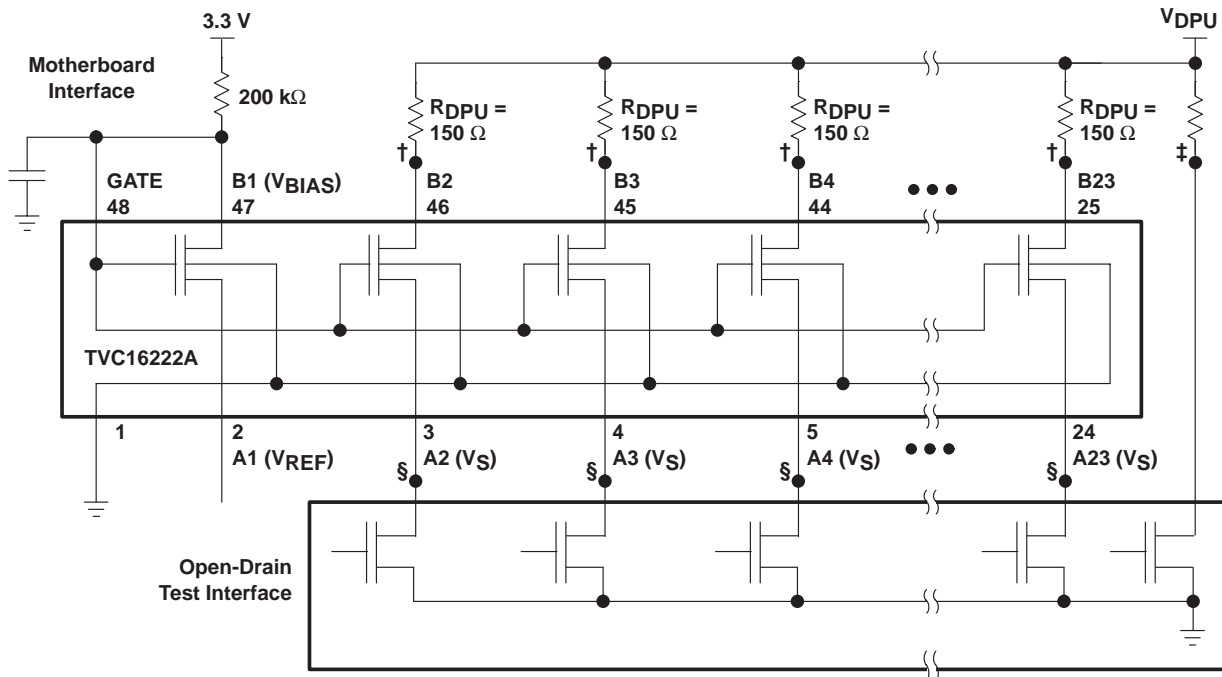 3.3 V
VDPU
Motherboard
Interface
200 kΩ
RDPU =
150 Ω
RDPU =
150 Ω
RDPU =
150 Ω
RDPU =
150 Ω
†
†
†
†
‡
GATE
48
B1 (VBIAS)
47
B2
46
B3
45
B4
44
B23
25
TVC16222A
1
2
A1 (VREF)
3
A2 (VS)
4
A3 (VS)
5
A4 (VS)
24
A23 (VS)
§
§
§
§
Open-Drain
Test Interface